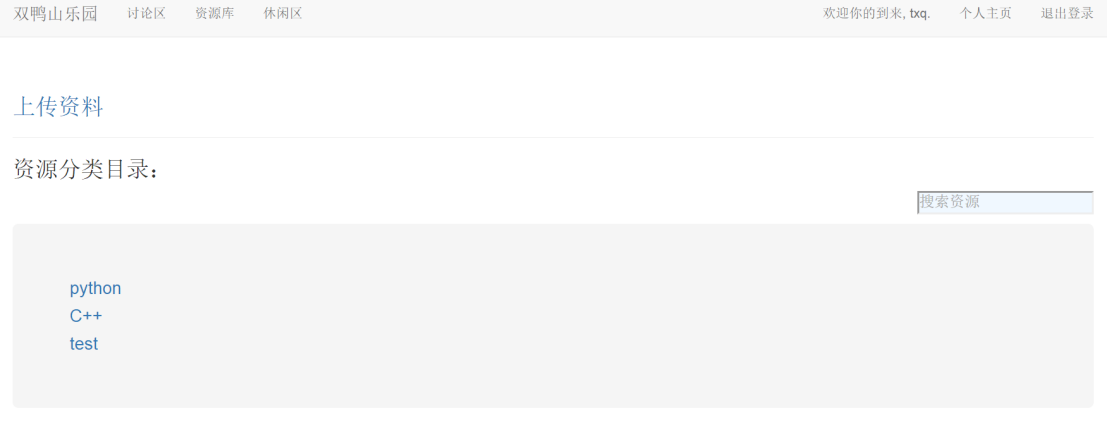 双鸭山乐园 讨论区 资源库 休闲区 欢迎你的到来, txq. 个人主页 退出登录
上传资料
资源分类目录：
搜索资源
python
C++
test